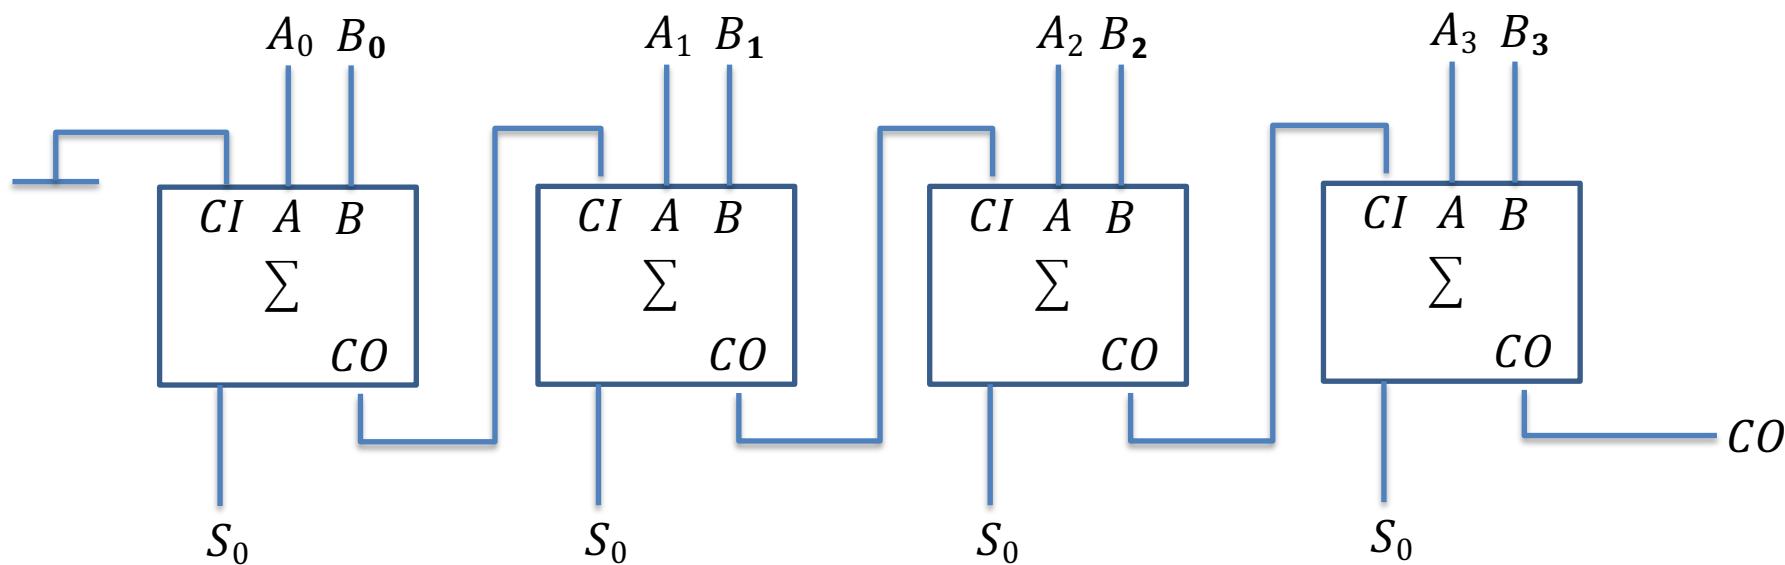 A₀ B₀ A₁ B₁ A₂ B₂ A₃ B₃
CI A B CI A B CI A B CI A B
∑ ∑ ∑ ∑
CO CO CO CO
CO
S₀ S₀ S₀ S₀